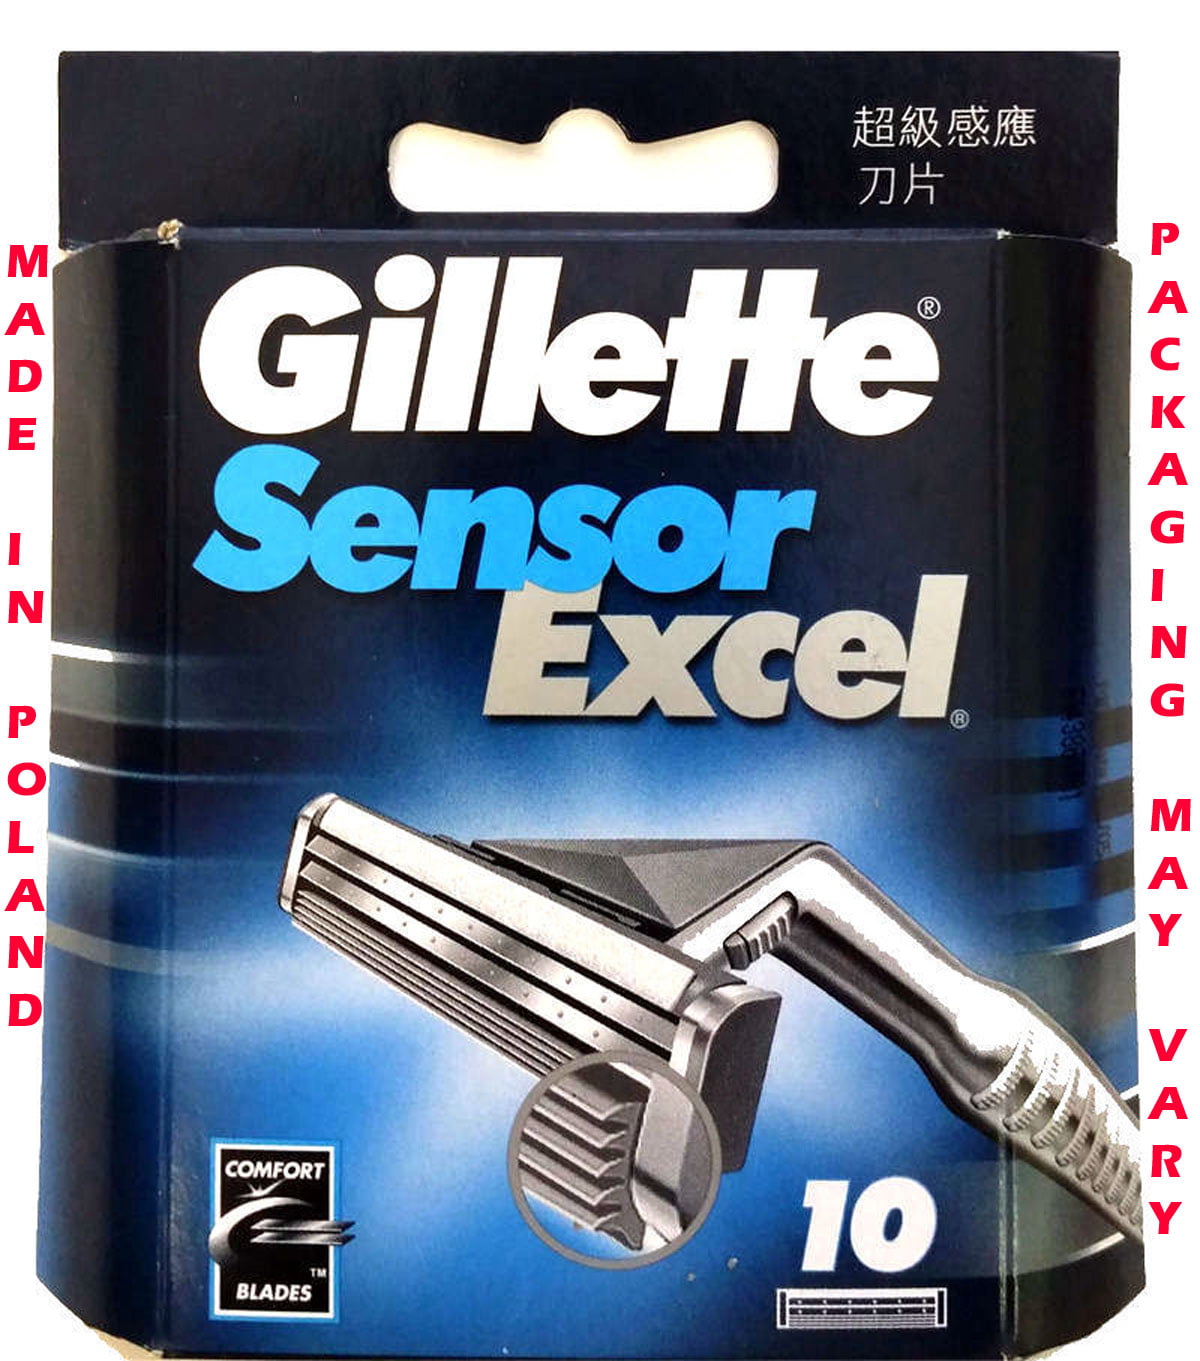 超級感應
刀片
Gillette®
Sensor
Excel®
COMFORT
BLADES™
10
MADE IN POLAND
PACKAGING MAY VARY